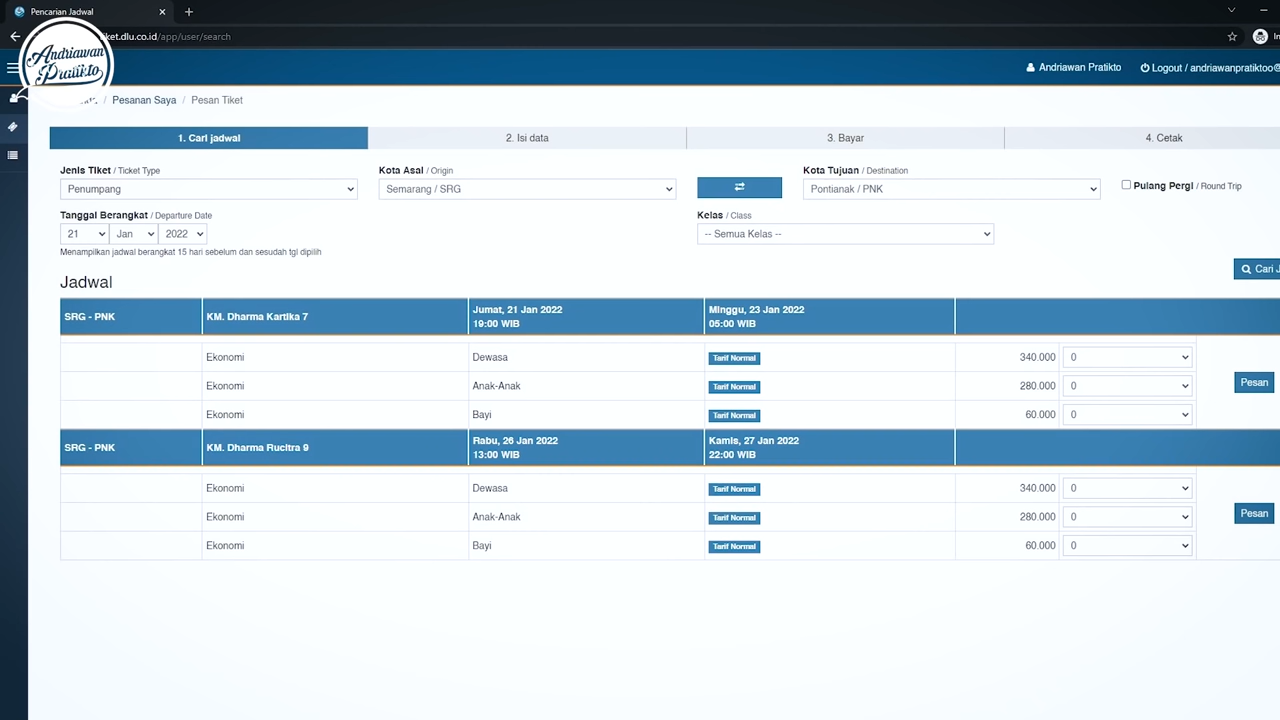 Pencarian Jadwal
ket.dlu.co.id/app/user/search
Andriawan
Pratikto
Andriawan Pratikto
Logout / andriawanpratiktoo@
/ Pesanan Saya / Pesan Tiket
1. Cari jadwal
2. Isi data
3. Bayar
4. Cetak
Jenis Tiket / Ticket Type
Kota Asal / Origin
Kota Tujuan / Destination
Penumpang
Semarang / SRG
Pontianak / PNK
Pulang Pergi / Round Trip
Tanggal Berangkat / Departure Date
Kelas / Class
21 Jan 2022
-- Semua Kelas --
Menampilkan jadwal berangkat 15 hari sebelum dan sesudah tgl dipilih
Cari J
Jadwal
SRG - PNK KM. Dharma Kartika 7 Jumat, 21 Jan 2022 Minggu, 23 Jan 2022
19:00 WIB 05:00 WIB
Ekonomi Dewasa Tarif Normal 340.000 0
Ekonomi Anak-Anak Tarif Normal 280.000 0
Pesan
Ekonomi Bayi Tarif Normal 60.000 0
SRG - PNK KM. Dharma Rucitra 9 Rabu, 26 Jan 2022 Kamis, 27 Jan 2022
13:00 WIB 22:00 WIB
Ekonomi Dewasa Tarif Normal 340.000 0
Ekonomi Anak-Anak Tarif Normal 280.000 0
Pesan
Ekonomi Bayi Tarif Normal 60.000 0